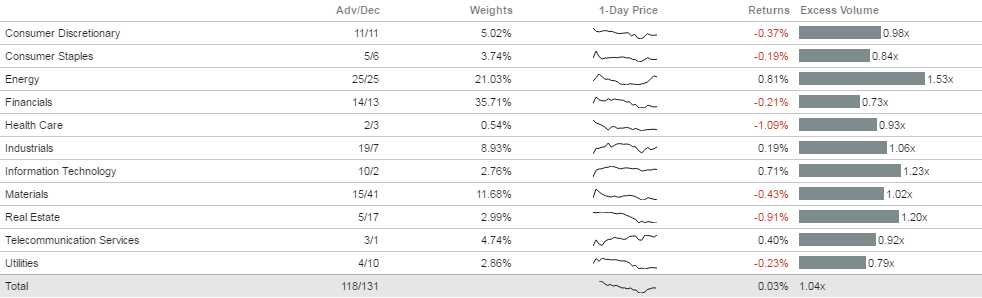 Adv/Dec Weights 1-Day Price Returns Excess Volume
Consumer Discretionary 11/11 5.02% -0.37% 0.98x
Consumer Staples 5/6 3.74% -0.19% 0.84x
Energy 25/25 21.03% 0.81% 1.53x
Financials 14/13 35.71% -0.21% 0.73x
Health Care 2/3 0.54% -1.09% 0.93x
Industrials 19/7 8.93% 0.19% 1.06x
Information Technology 10/2 2.76% 0.71% 1.23x
Materials 15/41 11.68% -0.43% 1.02x
Real Estate 5/17 2.99% -0.91% 1.20x
Telecommunication Services 3/1 4.74% 0.40% 0.92x
Utilities 4/10 2.86% -0.23% 0.79x
Total 118/131 0.03% 1.04x